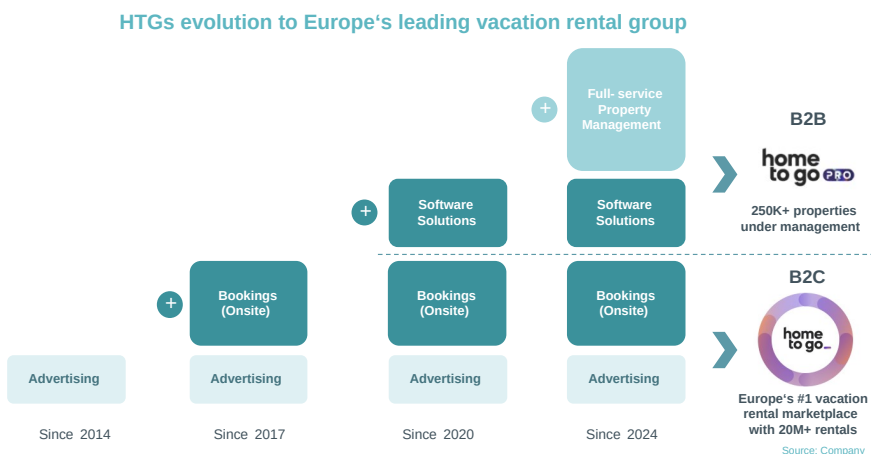 HTGs evolution to Europe‘s leading vacation rental group
+
Full- service
Property
Management
B2B
home
to go PRO
250K+ properties
under management
+
Software
Solutions
Software
Solutions
+
Bookings
(Onsite)
Bookings
(Onsite)
Bookings
(Onsite)
B2C
home
to go
Europe‘s #1 vacation
rental marketplace
with 20M+ rentals
Advertising
Advertising
Advertising
Advertising
Since 2014
Since 2017
Since 2020
Since 2024
Source: Company